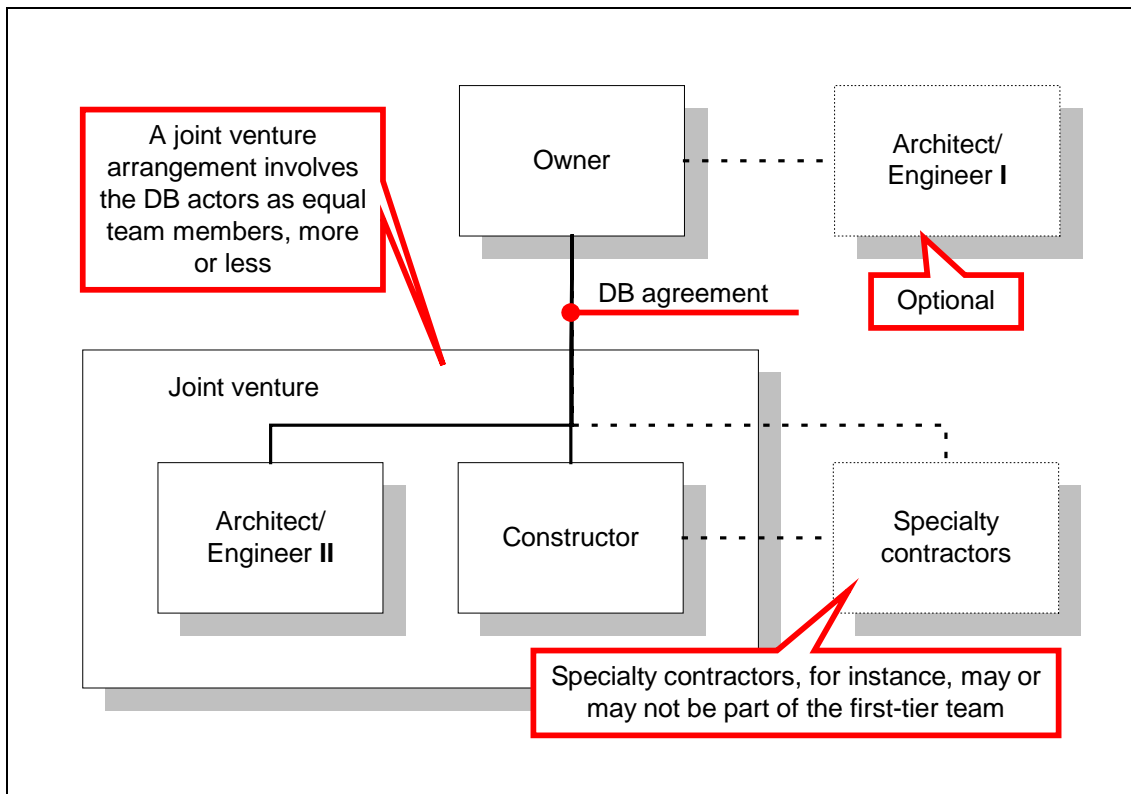 A joint venture
arrangement involves
the DB actors as equal
team members, more
or less
Owner
Architect/
Engineer I
Optional
DB agreement
Joint venture
Architect/
Engineer II
Constructor
Specialty
contractors
Specialty contractors, for instance, may or
may not be part of the first-tier team